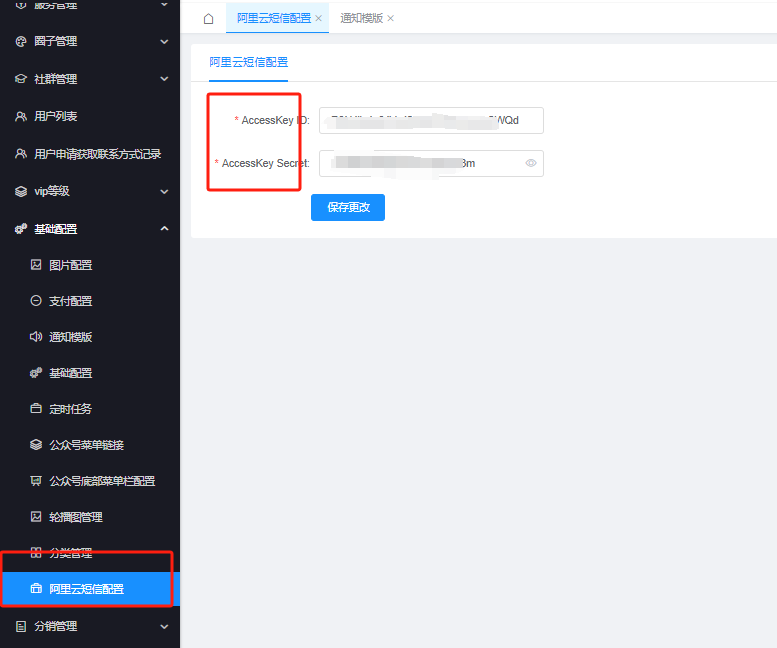 服务管理
圈子管理
社群管理
用户列表
用户申请获取联系方式记录
vip等级
基础配置
图片配置
支付配置
通知模版
基础配置
定时任务
公众号菜单链接
公众号底部菜单栏配置
轮播图管理
分类管理
阿里云短信配置
分销管理
阿里云短信配置 × 通知模版 ×
阿里云短信配置
* AccessKey ID:
* AccessKey Secret:
保存更改